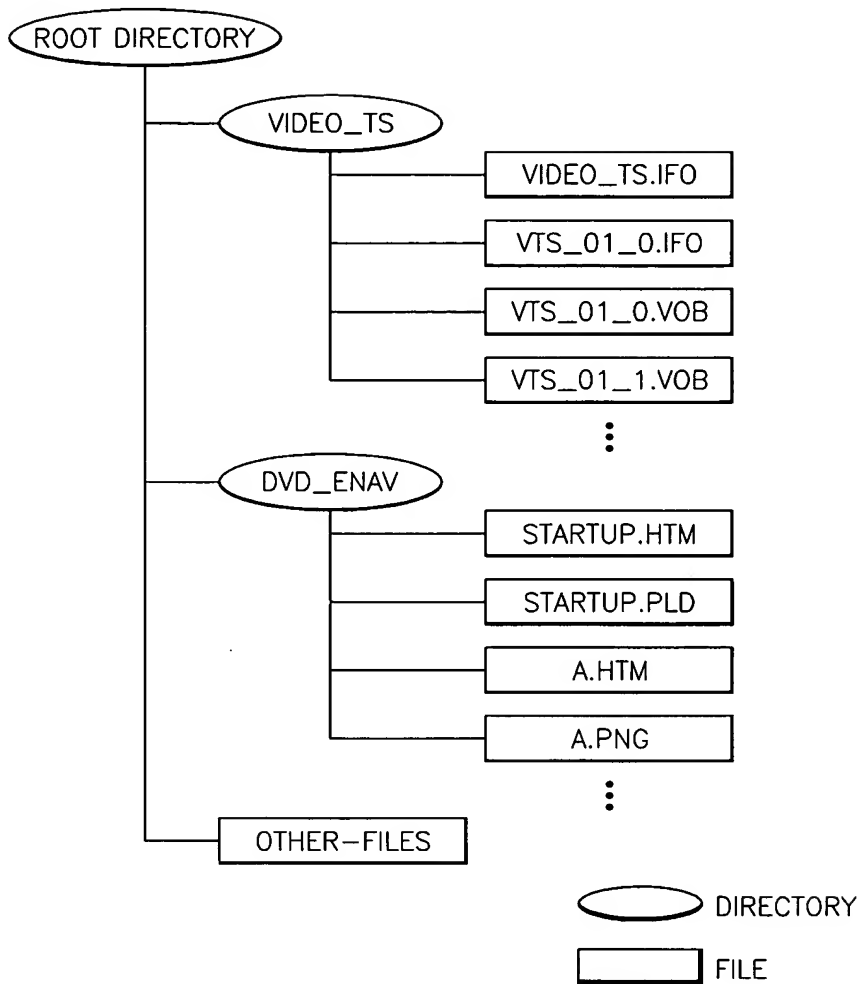 ROOT DIRECTORY
VIDEO_TS
VIDEO_TS.IFO
VTS_01_0.IFO
VTS_01_0.VOB
VTS_01_1.VOB
DVD_ENAV
STARTUP.HTM
STARTUP.PLD
A.HTM
A.PNG
OTHER-FILES
DIRECTORY
FILE